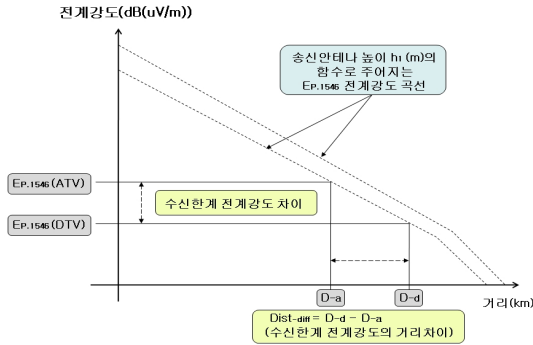 전계강도(dB(uV/m))
송신안테나 높이 h₁ (m)의
함수로 주어지는
EP.1546 전계강도 곡선
EP.1546(ATV)
수신한계 전계강도 차이
EP.1546(DTV)
D-a
D-d
거리(km)
Dist-diff = D-d - D-a
(수신한계 전계강도의 거리차이)